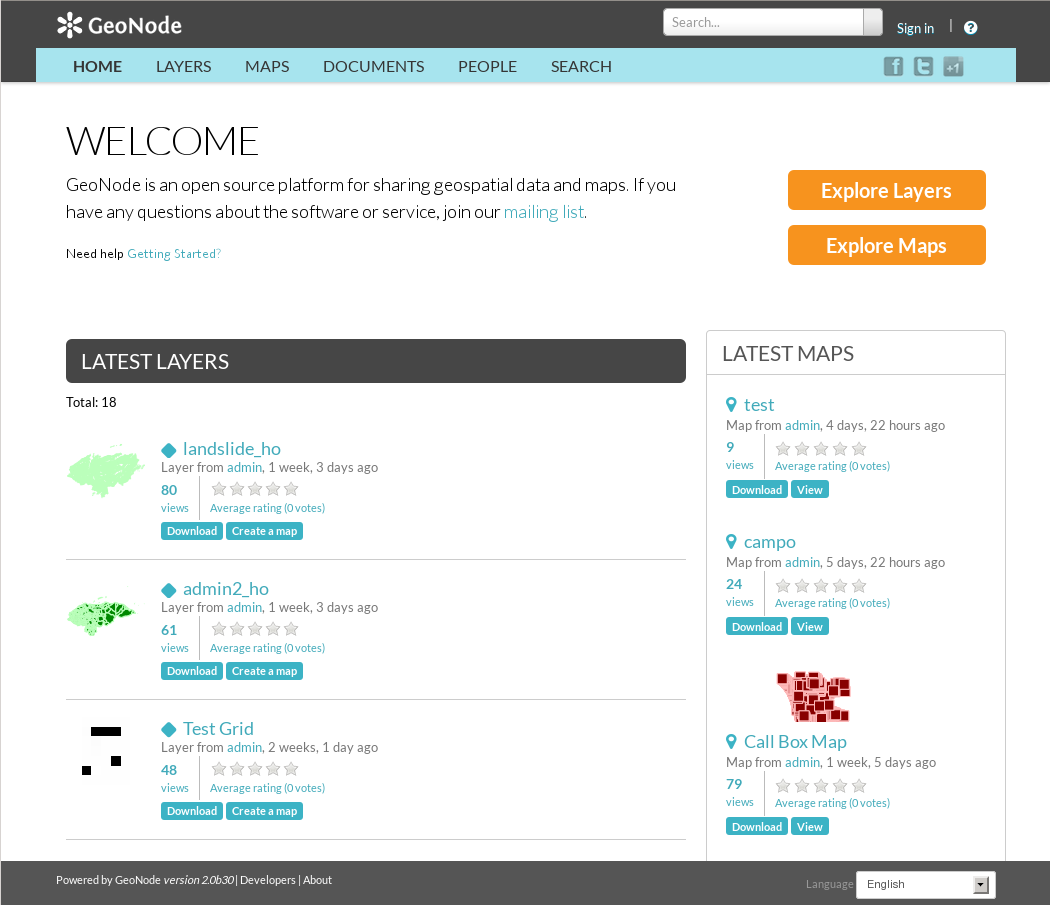 GeoNode
Search...
Sign in |
HOME LAYERS MAPS DOCUMENTS PEOPLE SEARCH
+1
WELCOME
GeoNode is an open source platform for sharing geospatial data and maps. If you
have any questions about the software or service, join our mailing list.
Need help Getting Started?
Explore Layers
Explore Maps
LATEST LAYERS
Total: 18
landslide_ho
Layer from admin, 1 week, 3 days ago
80
views
Average rating (0 votes)
Download Create a map
admin2_ho
Layer from admin, 1 week, 3 days ago
61
views
Average rating (0 votes)
Download Create a map
Test Grid
Layer from admin, 2 weeks, 1 day ago
48
views
Average rating (0 votes)
Download Create a map
LATEST MAPS
test
Map from admin, 4 days, 22 hours ago
9
views
Average rating (0 votes)
Download View
campo
Map from admin, 5 days, 22 hours ago
24
views
Average rating (0 votes)
Download View
Call Box Map
Map from admin, 1 week, 5 days ago
79
views
Average rating (0 votes)
Download View
Powered by GeoNode version 2.0b30 | Developers | About
Language English